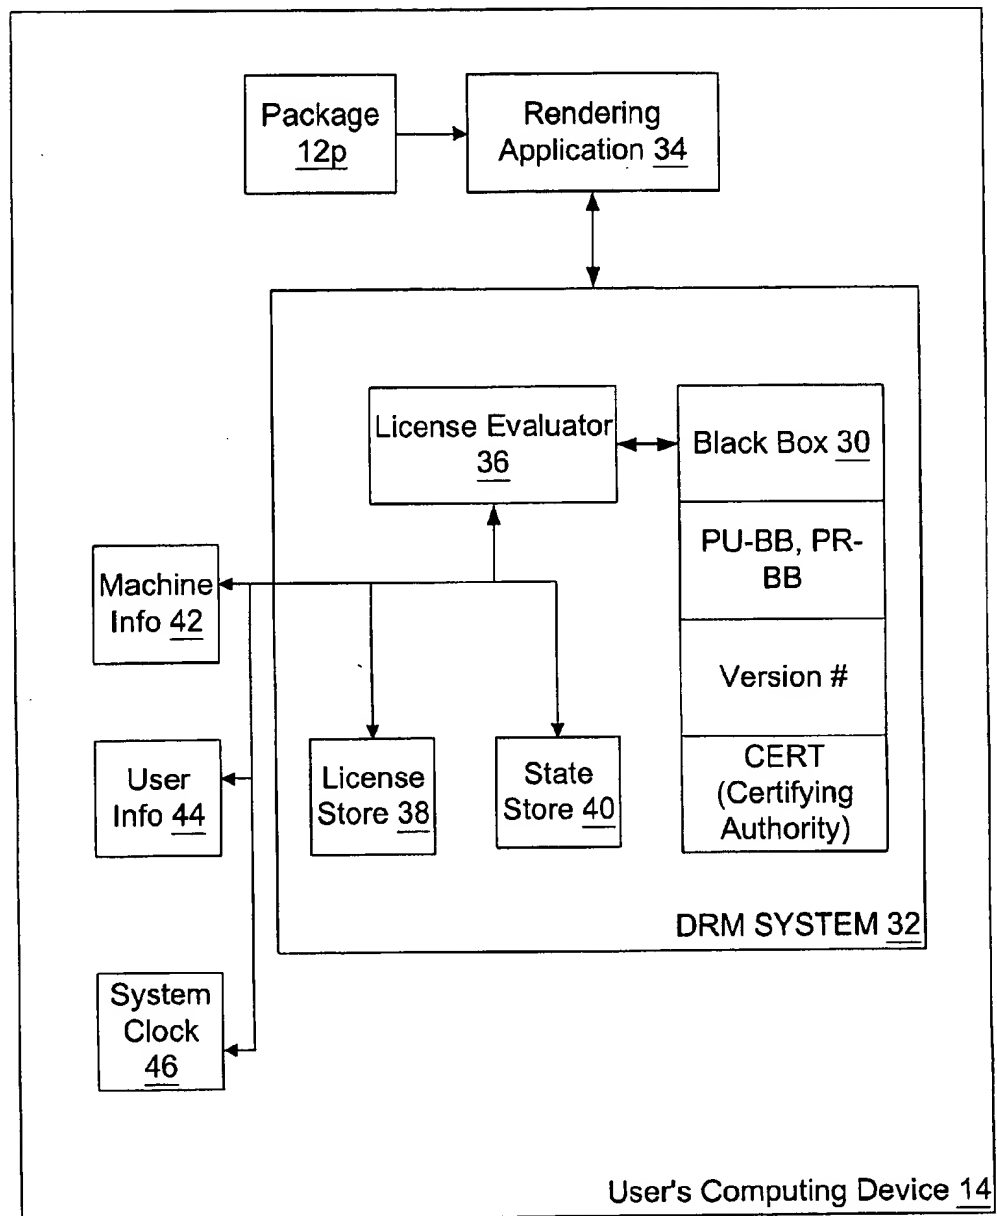 Package
12p
Rendering
Application 34
License Evaluator
36
Black Box 30
PU-BB, PR-
BB
Version #
CERT
(Certifying
Authority)
Machine
Info 42
User
Info 44
License
Store 38
State
Store 40
System
Clock
46
DRM SYSTEM 32
User's Computing Device 14